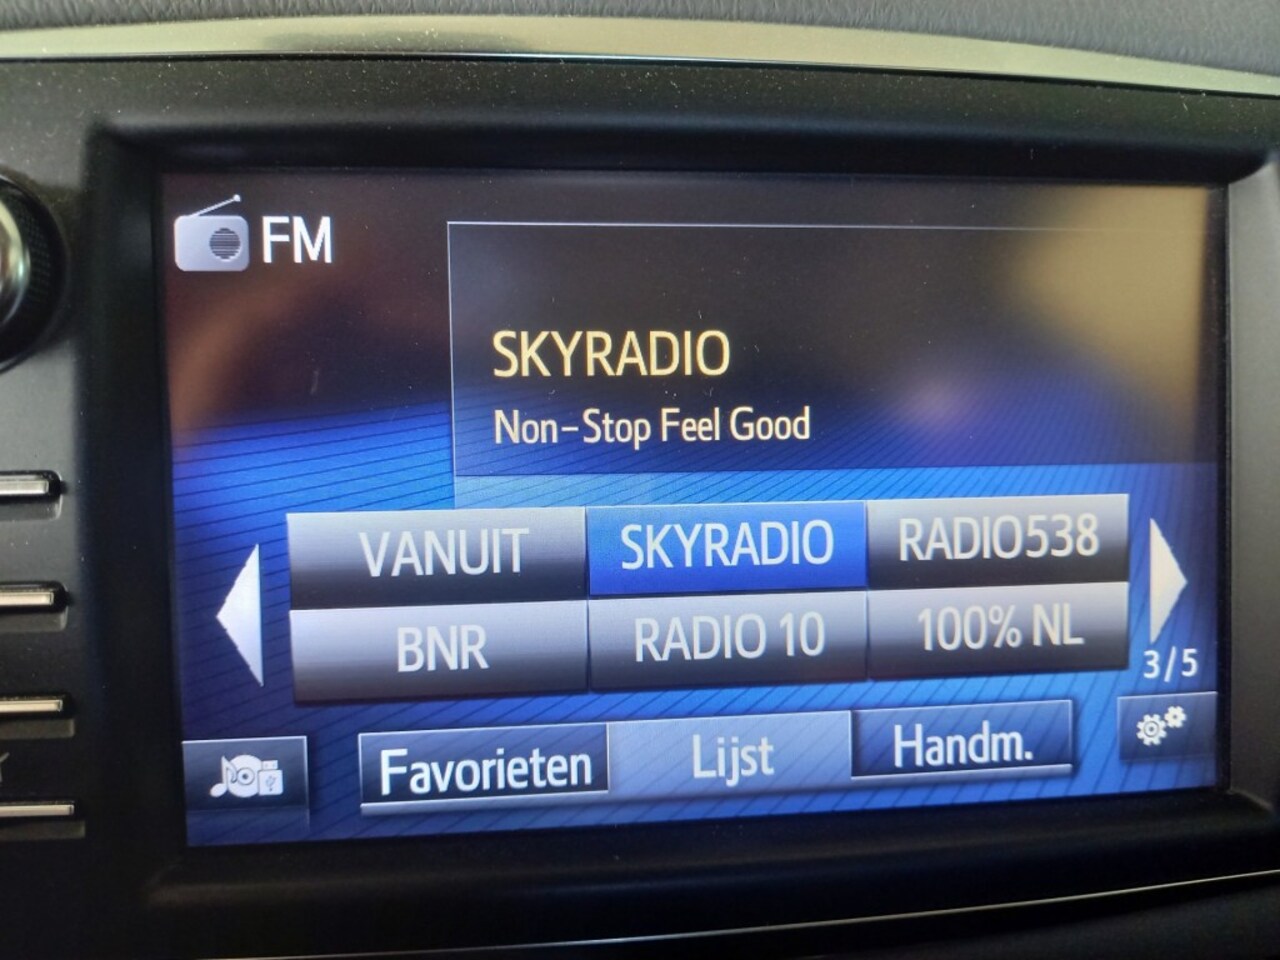 FM
SKYRADIO
Non-Stop Feel Good
VANUIT SKYRADIO RADIO538
BNR RADIO 10 100% NL
3/5
Favorieten Lijst Handm.